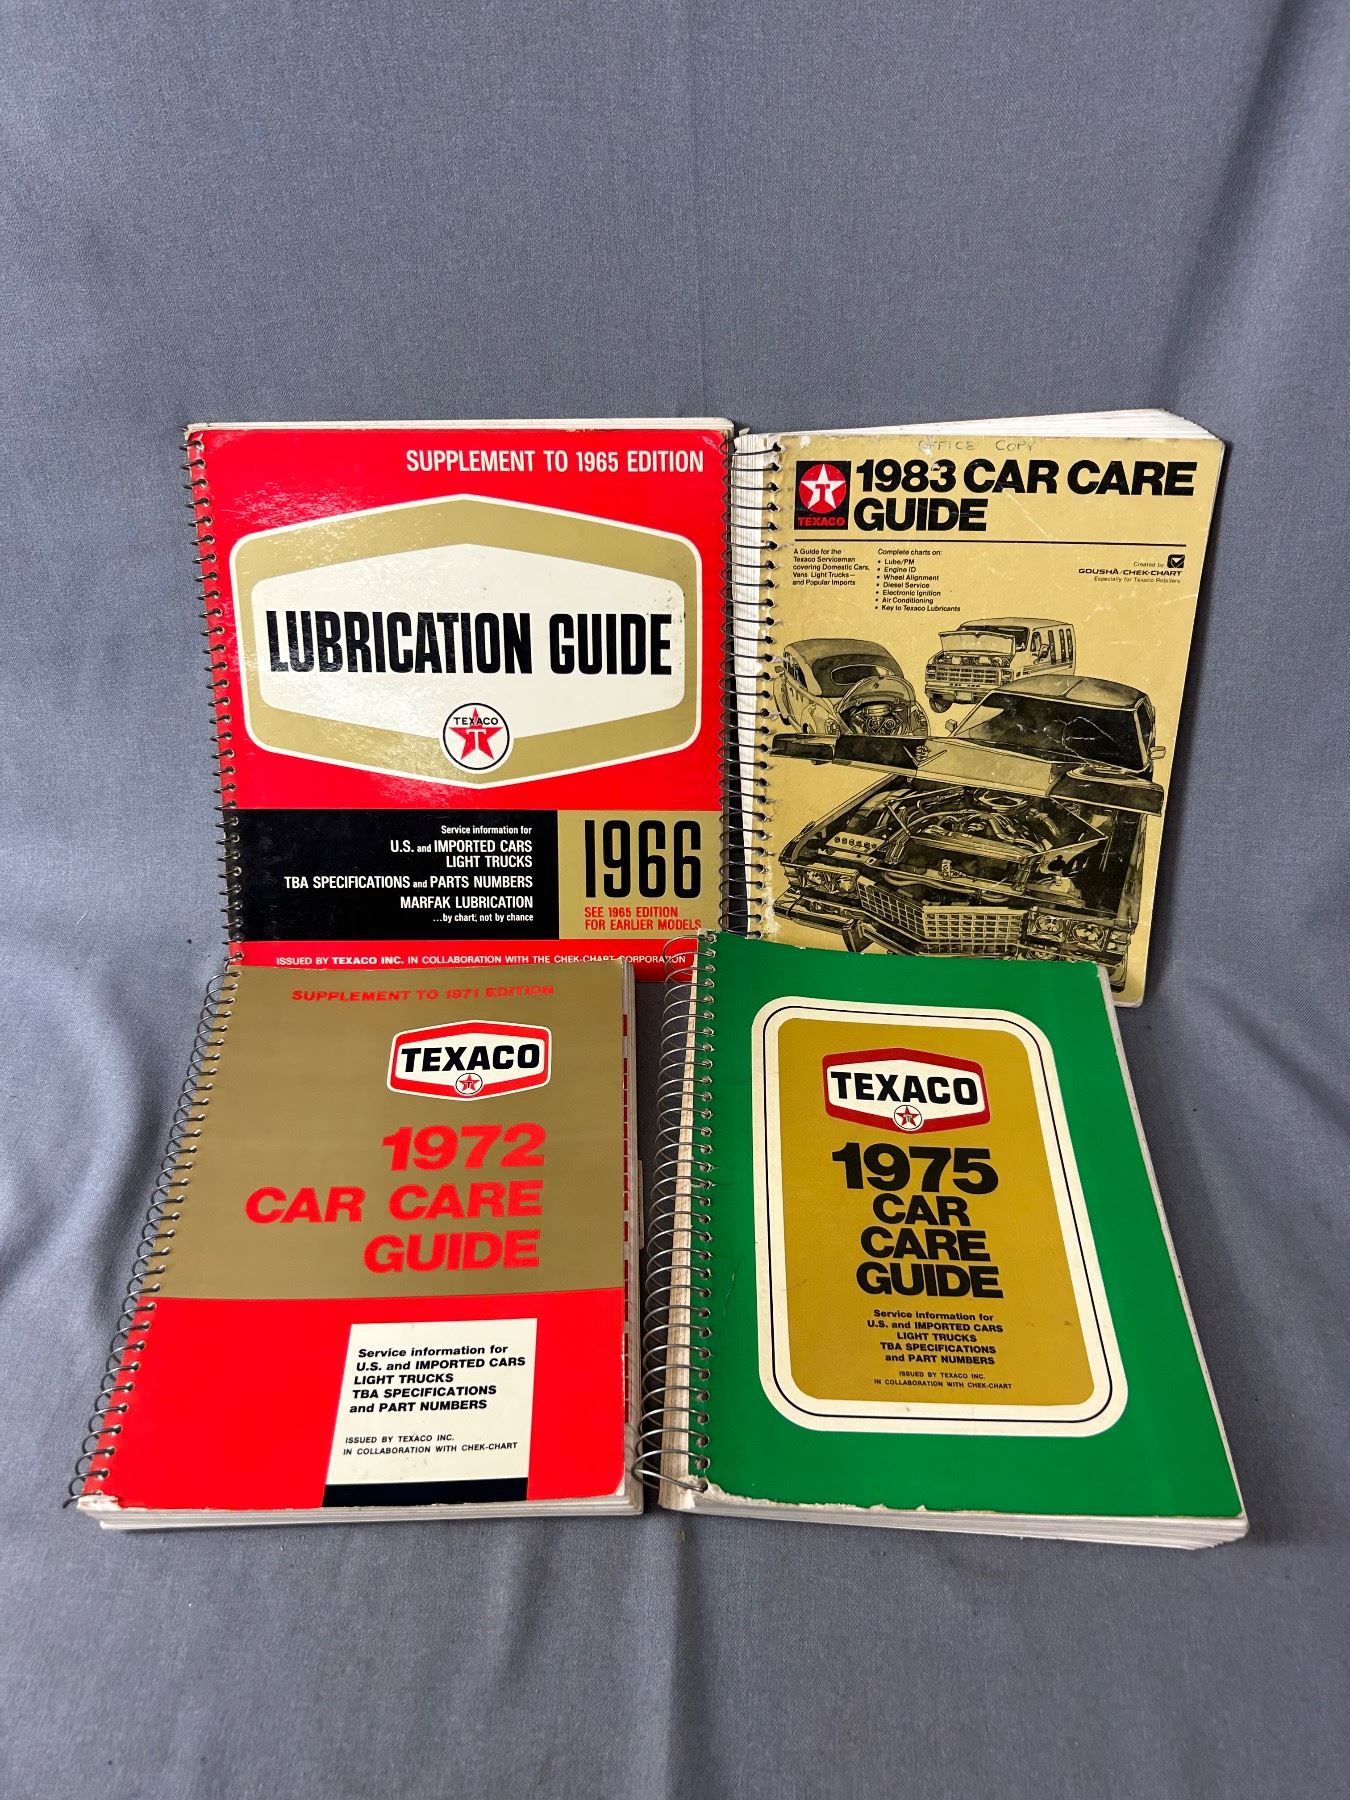 SUPPLEMENT TO 1965 EDITION
LUBRICATION GUIDE
TEXACO
T
Service information for
U.S. and IMPORTED CARS
LIGHT TRUCKS
TBA SPECIFICATIONS and PARTS NUMBERS
MARFAK LUBRICATION
...by chart, not by chance
1966
SEE 1965 EDITION
FOR EARLIER MODELS
ISSUED BY TEXACO INC. IN COLLABORATION WITH THE CHEK-CHART CORPORATION
OFFICE COPY
T
TEXACO
1983 CAR CARE
GUIDE
A Guide for the
Texaco Serviceman
covering Domestic Cars,
Vans, Light Trucks—
and Popular Imports
Complete charts on:
• Lube/PM
• Engine ID
• Wheel Alignment
• Diesel Service
• Electronic Ignition
• Air Conditioning
• Key to Texaco Lubricants
Created by
GOUSHĀ/CHEK-CHART
Especially for Texaco Retailers
SUPPLEMENT TO 1971 EDITION
TEXACO
T
1972
CAR CARE
GUIDE
Service information for
U.S. and IMPORTED CARS
LIGHT TRUCKS
TBA SPECIFICATIONS
and PART NUMBERS
ISSUED BY TEXACO INC.
IN COLLABORATION WITH CHEK-CHART
TEXACO
T
1975
CAR
CARE
GUIDE
Service information for
U.S. and IMPORTED CARS
LIGHT TRUCKS
TBA SPECIFICATIONS
and PART NUMBERS
ISSUED BY TEXACO INC.
IN COLLABORATION WITH CHEK-CHART